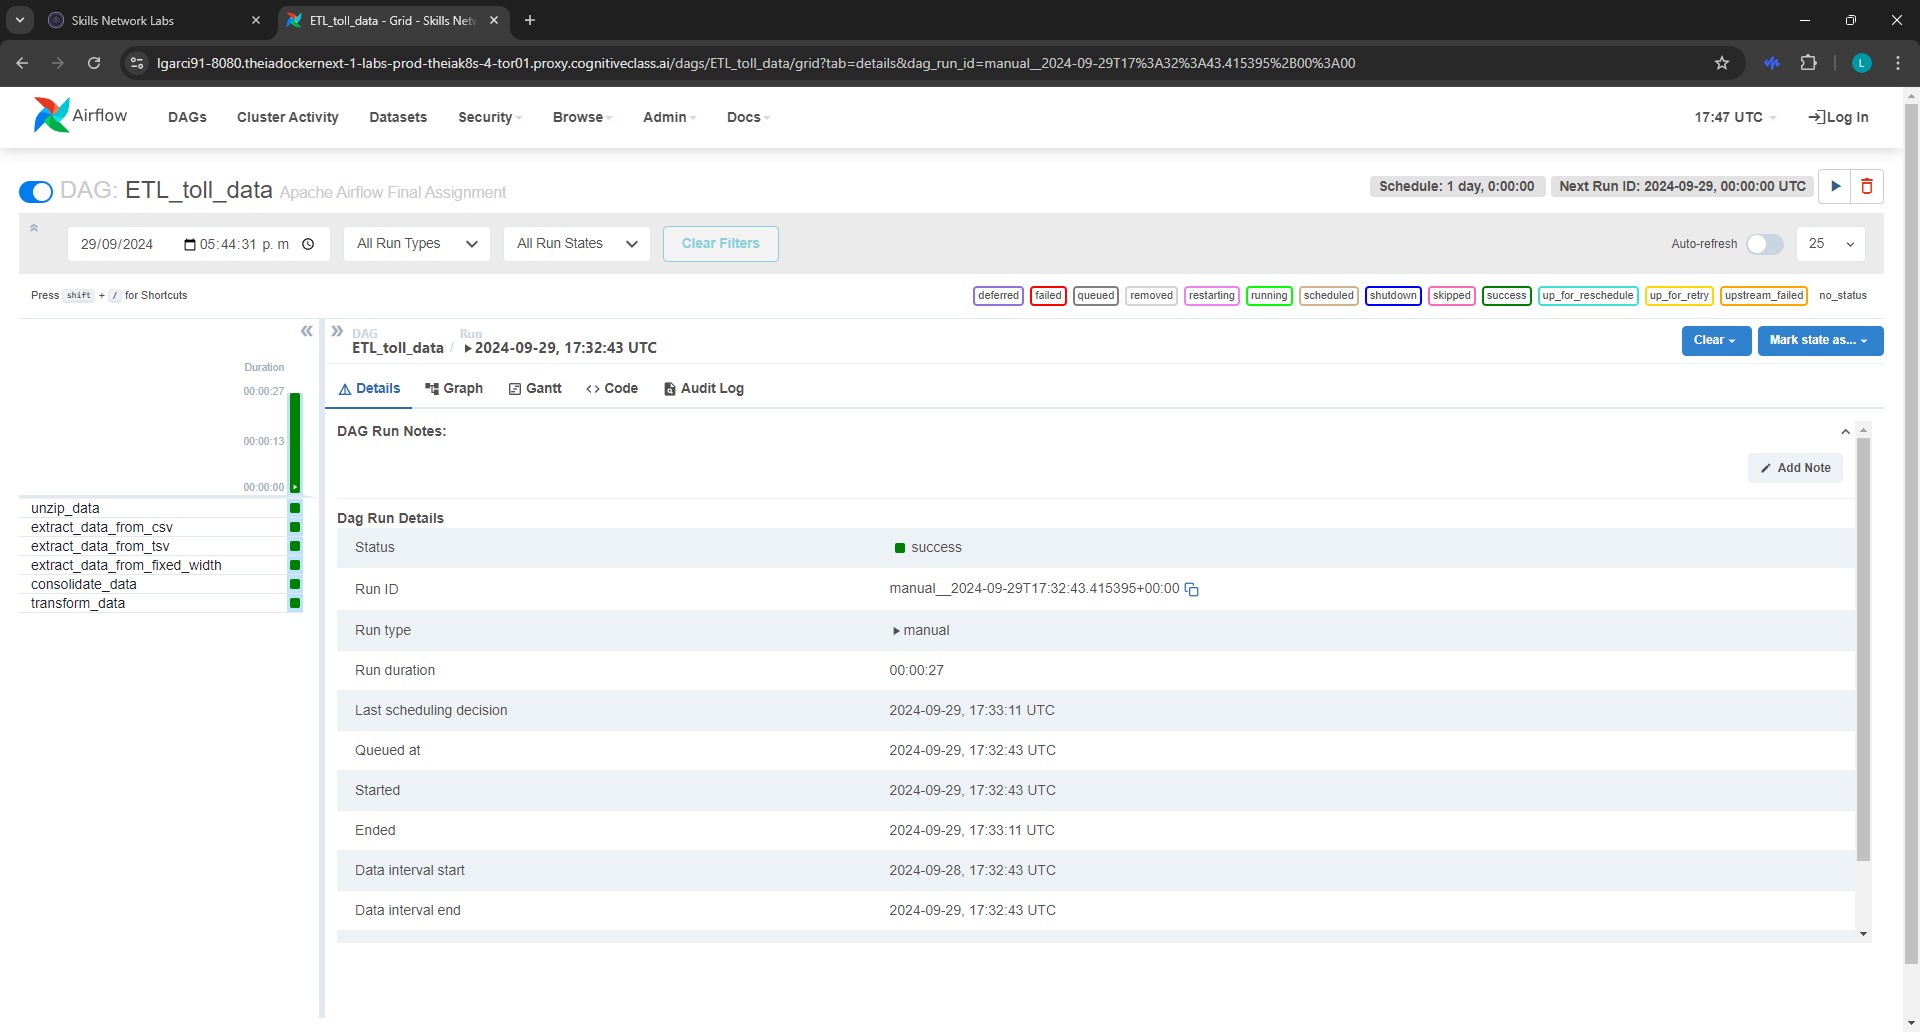 Skills Network Labs
ETL_toll_data - Grid - Skills Netw
lgarci91-8080.theiadockernext-1-labs-prod-theiak8s-4-tor01.proxy.cognitiveclass.ai/dags/ETL_toll_data/grid?tab=details&dag_run_id=manual__2024-09-29T17%3A32%3A43.415395%2B00%3A00
L
Airflow DAGs Cluster Activity Datasets Security Browse Admin Docs 17:47 UTC Log In
DAG: ETL_toll_data Apache Airflow Final Assignment Schedule: 1 day, 0:00:00 Next Run ID: 2024-09-29, 00:00:00 UTC
29/09/2024 05:44:31 p. m All Run Types All Run States Clear Filters Auto-refresh 25
Press shift + / for Shortcuts deferred failed queued removed restarting running scheduled shutdown skipped success up_for_reschedule up_for_retry upstream_failed no_status
DAG Run
ETL_toll_data / 2024-09-29, 17:32:43 UTC Clear Mark state as...
Duration
00:00:27
00:00:13
00:00:00
unzip_data
extract_data_from_csv
extract_data_from_tsv
extract_data_from_fixed_width
consolidate_data
transform_data
Details Graph Gantt Code Audit Log
DAG Run Notes:
Add Note
Dag Run Details
Status success
Run ID manual__2024-09-29T17:32:43.415395+00:00
Run type manual
Run duration 00:00:27
Last scheduling decision 2024-09-29, 17:33:11 UTC
Queued at 2024-09-29, 17:32:43 UTC
Started 2024-09-29, 17:32:43 UTC
Ended 2024-09-29, 17:33:11 UTC
Data interval start 2024-09-28, 17:32:43 UTC
Data interval end 2024-09-29, 17:32:43 UTC